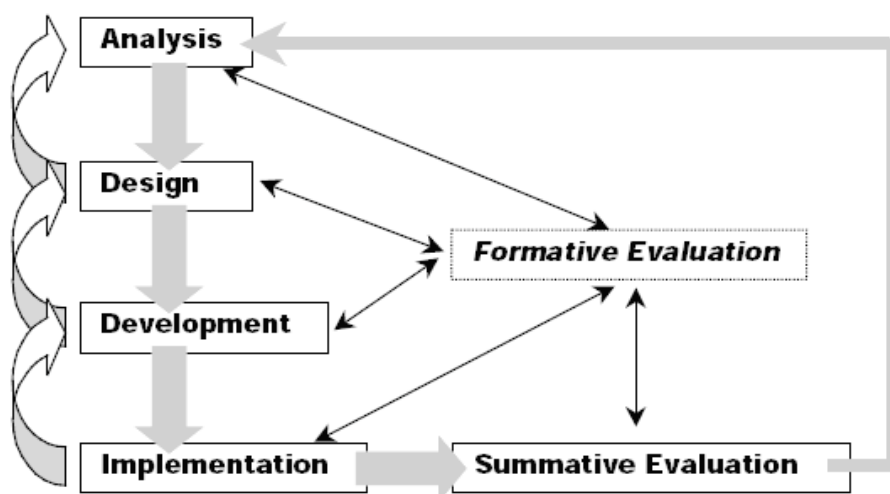 Analysis
Design
Formative Evaluation
Development
Implementation
Summative Evaluation